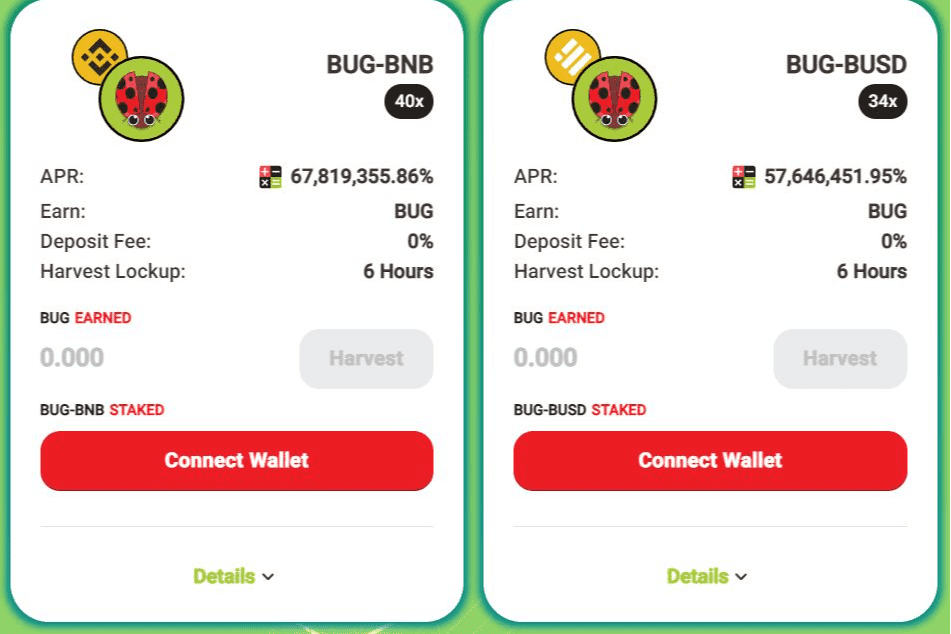 BUG-BNB
40x
APR: 67,819,355.86%
Earn: BUG
Deposit Fee: 0%
Harvest Lockup: 6 Hours
BUG EARNED
0.000 Harvest
BUG-BNB STAKED
Connect Wallet
Details
BUG-BUSD
34x
APR: 57,646,451.95%
Earn: BUG
Deposit Fee: 0%
Harvest Lockup: 6 Hours
BUG EARNED
0.000 Harvest
BUG-BUSD STAKED
Connect Wallet
Details